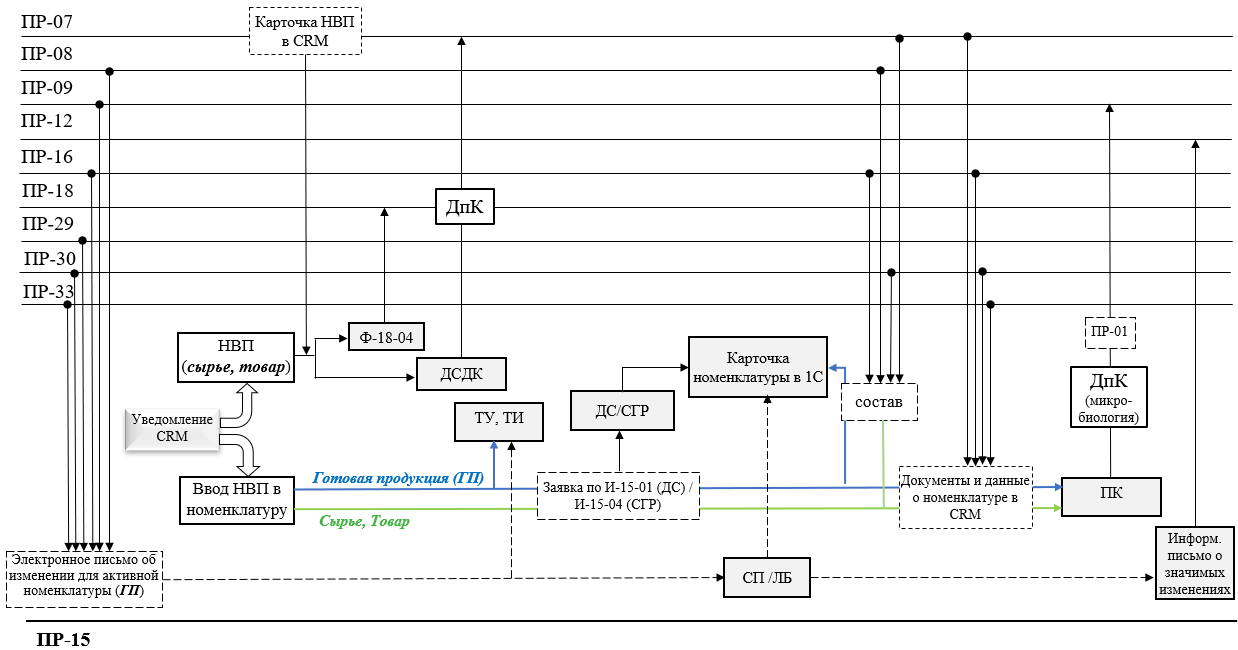 ПР-07
Карточка НВП
в CRM
ПР-08
ПР-09
ПР-12
ПР-16
ПР-18
ДпК
ПР-29
ПР-30
ПР-33
НВП
(сырье, товар)
Ф-18-04
ДСДК
Карточка
номенклатуры в 1С
ПР-01
ДпК
(микро-
биология)
Уведомление
CRM
ТУ, ТИ
ДС/СГР
состав
Ввод НВП в
номенклатуру
Готовая продукция (ГП)
Сырье, Товар
Заявка по И-15-01 (ДС) /
И-15-04 (СГР)
Документы и данные
о номенклатуре в
CRM
ПК
Электронное письмо об
изменении для активной
номенклатуры (ГП)
СП /ЛБ
Информ.
письмо о
значимых
изменениях
ПР-15